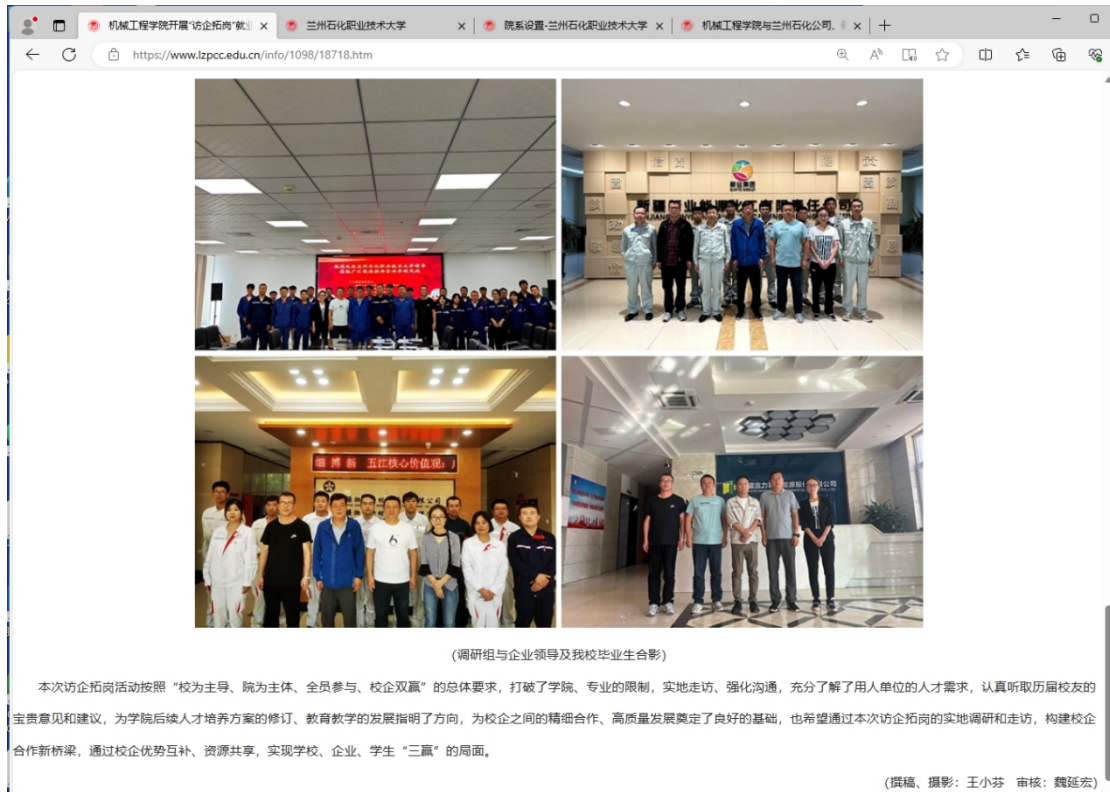 机械工程学院开展"访企拓岗"就
兰州石化职业技术大学
院系设置-兰州石化职业技术大学
机械工程学院与兰州石化公司、
https://www.lzpcc.edu.cn/info/1098/18718.htm
新业集团
细 博 新 五江核心价值观：
(调研组与企业领导及我校毕业生合影)
本次访企拓岗活动按照“校为主导、院为主体、全员参与、校企双赢”的总体要求，打破了学院、专业的限制，实地走访、强化沟通，充分了解了用人单位的人才需求，认真听取历届校友的
宝贵意见和建议，为学院后续人才培养方案的修订、教育教学的发展指明了方向，为校企之间的精细合作、高质量发展奠定了良好的基础，也希望通过本次访企拓岗的实地调研和走访，构建校企
合作新桥梁，通过校企优势互补、资源共享，实现学校、企业、学生“三赢”的局面。
(撰稿、摄影：王小芬 审核：魏延宏)